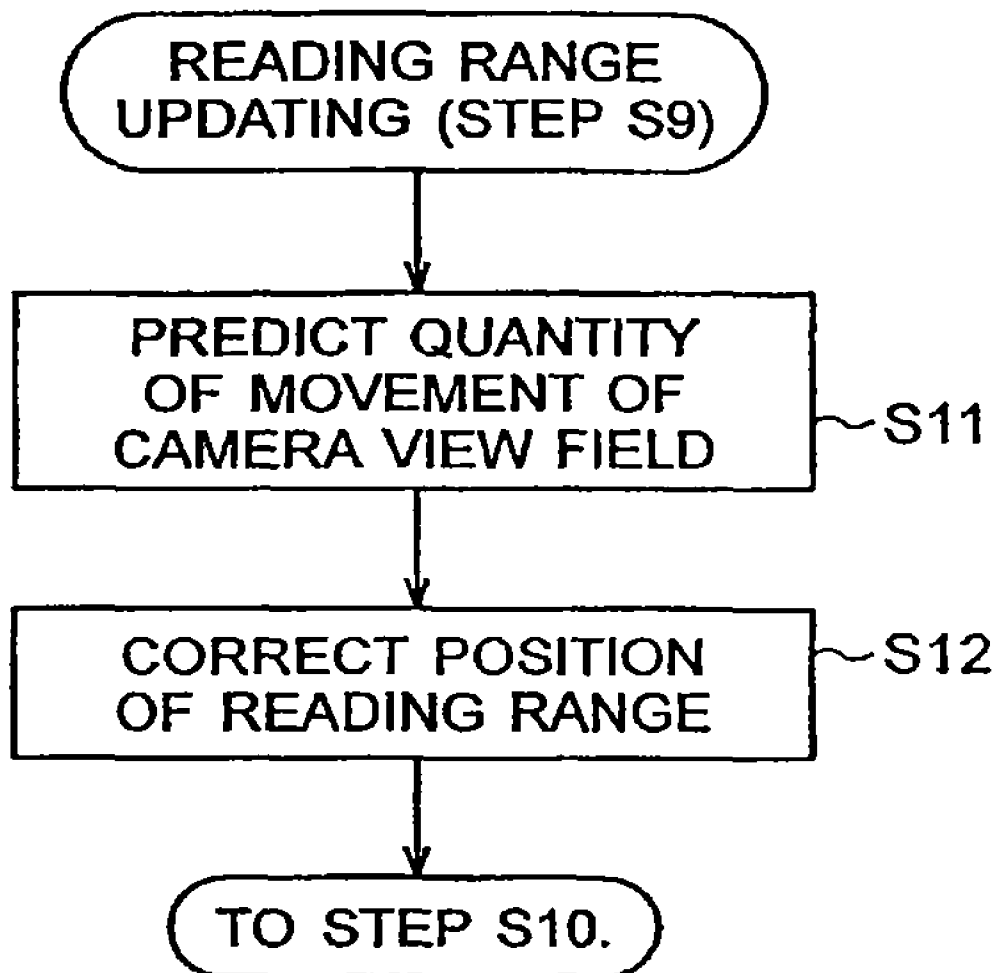 READING RANGE
UPDATING (STEP S9)
PREDICT QUANTITY
OF MOVEMENT OF
CAMERA VIEW FIELD
S11
CORRECT POSITION
OF READING RANGE
S12
TO STEP S10.